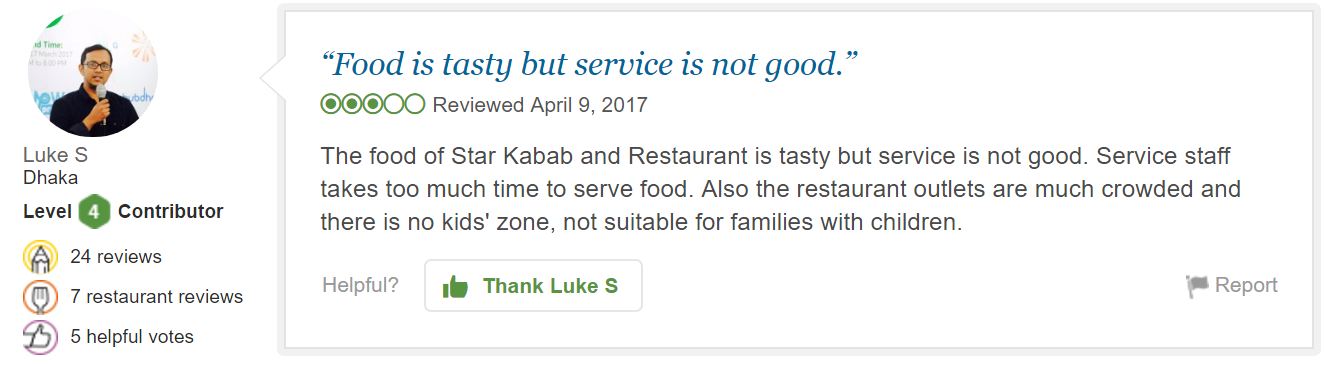 nd Time:
Luke S
Dhaka
Level 4 Contributor
24 reviews
7 restaurant reviews
5 helpful votes
“Food is tasty but service is not good.”
Reviewed April 9, 2017
The food of Star Kabab and Restaurant is tasty but service is not good. Service staff
takes too much time to serve food. Also the restaurant outlets are much crowded and
there is no kids' zone, not suitable for families with children.
Helpful?
Thank Luke S
Report